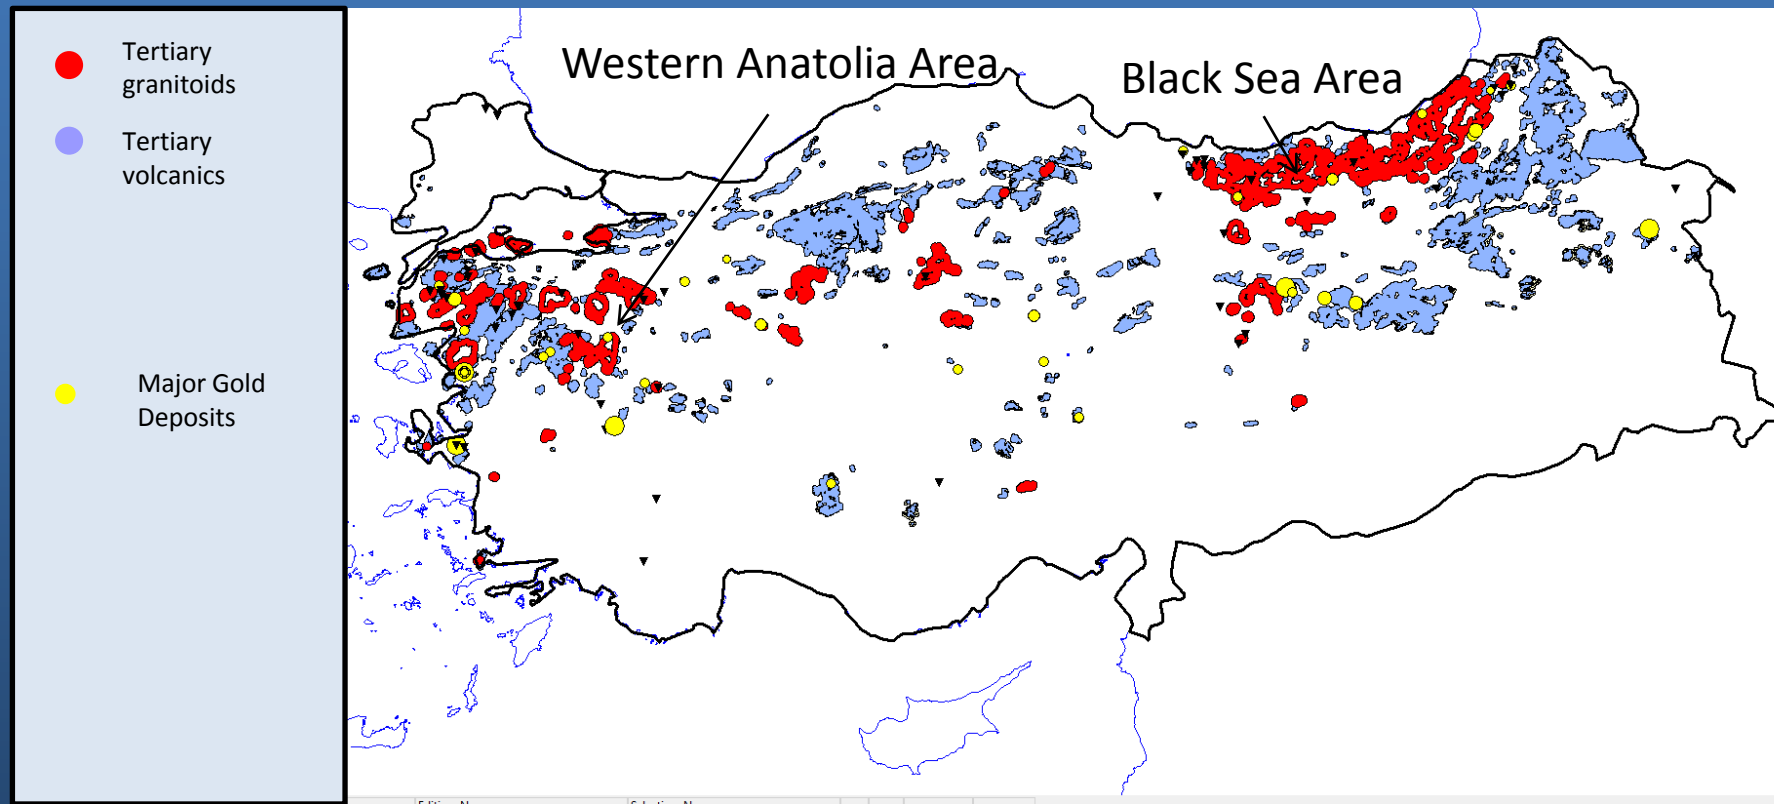 Tertiary
granitoids
Tertiary
volcanics
Major Gold
Deposits
Western Anatolia Area
Black Sea Area